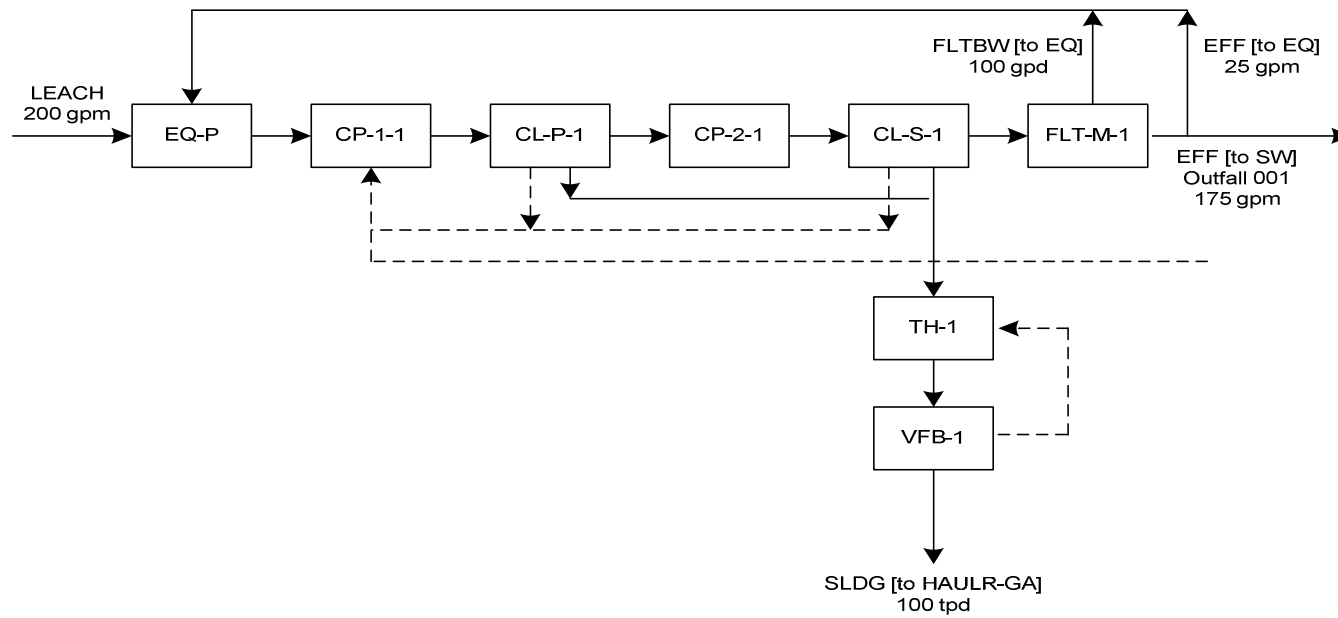 FLTBW [to EQ]
100 gpd
EFF [to EQ]
25 gpm
LEACH
200 gpm
EQ-P
CP-1-1
CL-P-1
CP-2-1
CL-S-1
FLT-M-1
EFF [to SW]
Outfall 001
175 gpm
TH-1
VFB-1
SLDG [to HAULR-GA]
100 tpd